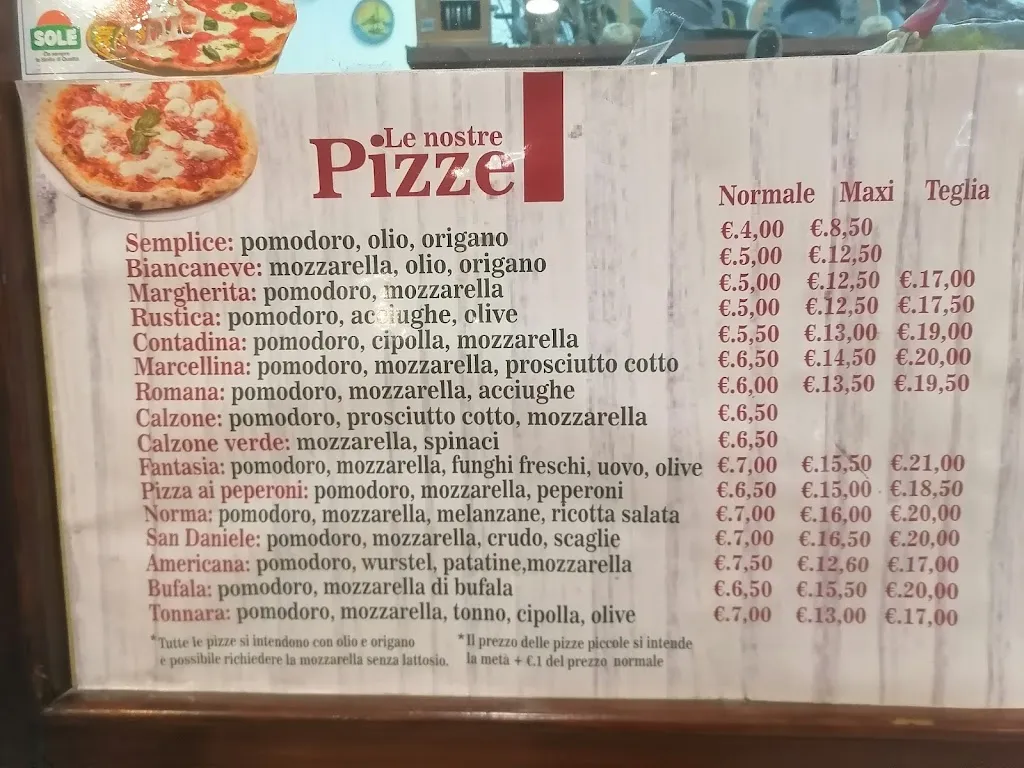 SOLE
Le nostre
Pizze
Normale Maxi Teglia
Semplice: pomodoro, olio, origano €.4,00 €.8,50
Biancaneve: mozzarella, olio, origano €.5,00 €.12,50
Margherita: pomodoro, mozzarella €.5,00 €.12,50 €.17,00
Rustica: pomodoro, acciughe, olive €.5,00 €.12,50 €.17,50
Contadina: pomodoro, cipolla, mozzarella €.5,50 €.13,00 €.19,00
Marcellina: pomodoro, mozzarella, prosciutto cotto €.6,50 €.14,50 €.20,00
Romana: pomodoro, mozzarella, acciughe €.6,00 €.13,50 €.19,50
Calzone: pomodoro, prosciutto cotto, mozzarella €.6,50
Calzone verde: mozzarella, spinaci €.6,50
Fantasia: pomodoro, mozzarella, funghi freschi, uovo, olive €.7,00 €.15,50 €.21,00
Pizza ai peperoni: pomodoro, mozzarella, peperoni €.6,50 €.15,00 €.18,50
Norma: pomodoro, mozzarella, melanzane, ricotta salata €.7,00 €.16,00 €.20,00
San Daniele: pomodoro, mozzarella, crudo, scaglie €.7,00 €.16,50 €.20,00
Americana: pomodoro, wurstel, patatine,mozzarella €.7,50 €.12,60 €.17,00
Bufala: pomodoro, mozzarella di bufala €.6,50 €.15,50 €.20,00
Tonnara: pomodoro, mozzarella, tonno, cipolla, olive €.7,00 €.13,00 €.17,00
*Tutte le pizze si intendono con olio e origano
e possibile richiedere la mozzarella senza lattosio.
*Il prezzo delle pizze piccole si intende
la metà + €.1 del prezzo normale